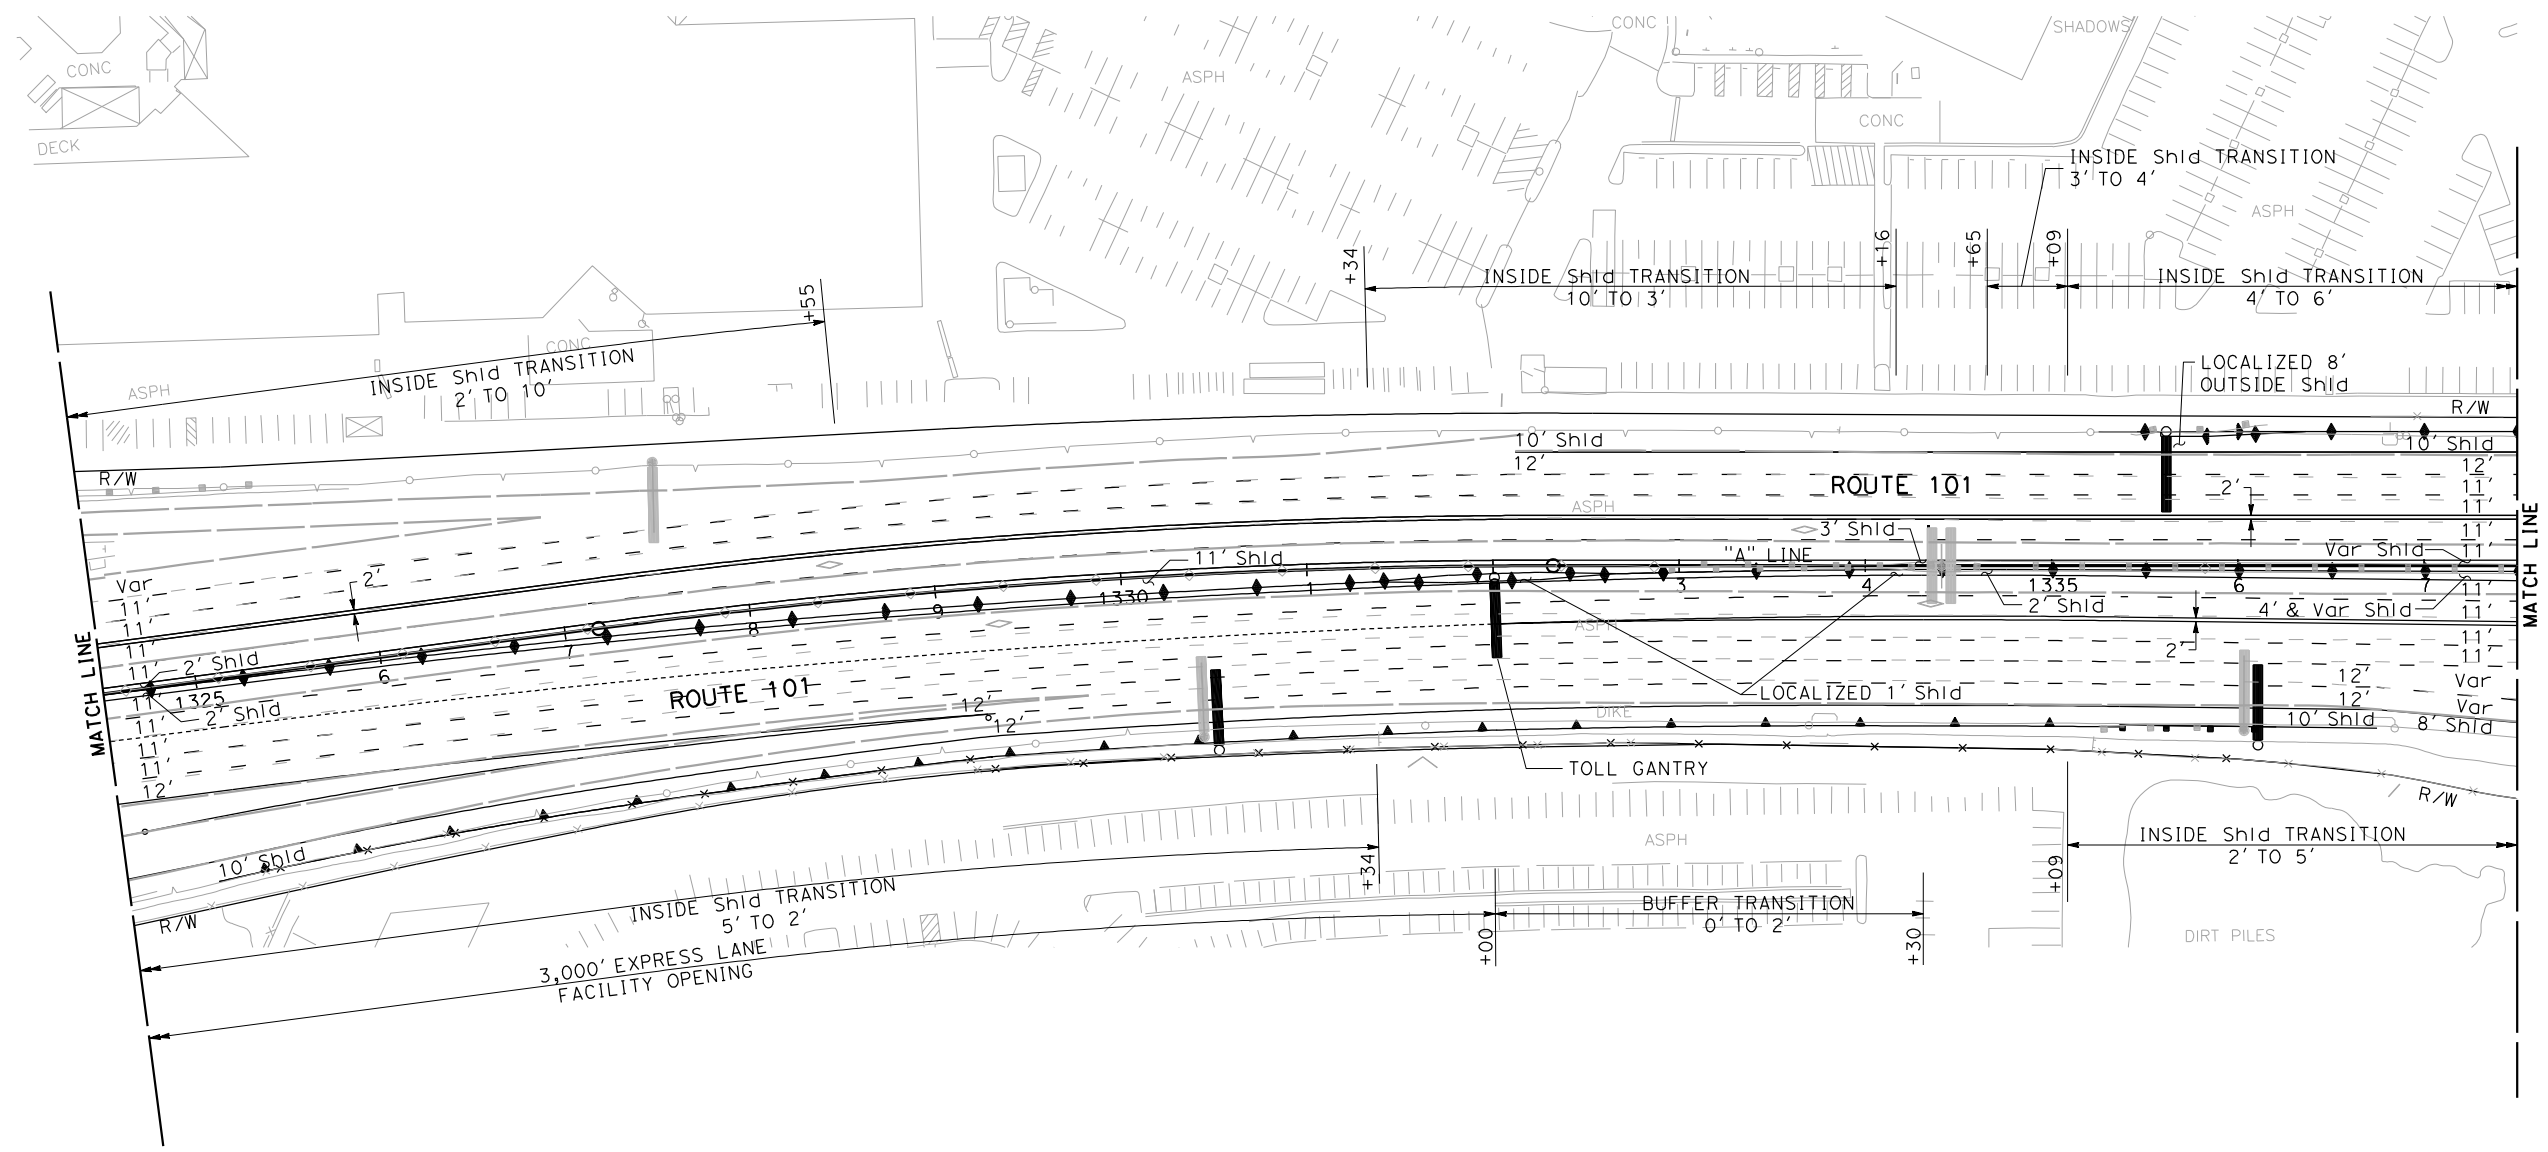 CONC
SHADOWS
CONC
ASPH
CONC
DECK
INSIDE Shld TRANSITION
3' TO 4'
ASPH
+34
+16
+65
+09
INSIDE Shld TRANSITION
10' TO 3'
INSIDE Shld TRANSITION
4' TO 6'
+55
CONC
INSIDE Shld TRANSITION
2' TO 10'
ASPH
LOCALIZED 8'
OUTSIDE Shld
R/W
10' Shld
10' Shld
12'
12'
R/W
ROUTE 101
11'
2'
11'
ASPH
3' Shld
11'
"A" LINE
Var Shld
11'
11' Shld
2'
Var
11'
11'
11'
11'
11'
11'
11'
11'
12'
MATCH LINE
MATCH LINE
2' Shld
2' Shld
1325
6
7
8
9
1330
1
3
4
1335
6
7
2' Shld
4' & Var Shld
11'
11'
11'
11'
ASPH
2'
ROUTE 101
LOCALIZED 1' Shld
12'
12'
12'
12'
Var
Var
DIKE
10' Shld
8' Shld
TOLL GANTRY
R/W
10' Shld
INSIDE Shld TRANSITION
2' TO 5'
ASPH
+34
+09
INSIDE Shld TRANSITION
5' TO 2'
BUFFER TRANSITION
0' TO 2'
R/W
+00
+30
DIRT PILES
3,000' EXPRESS LANE
FACILITY OPENING